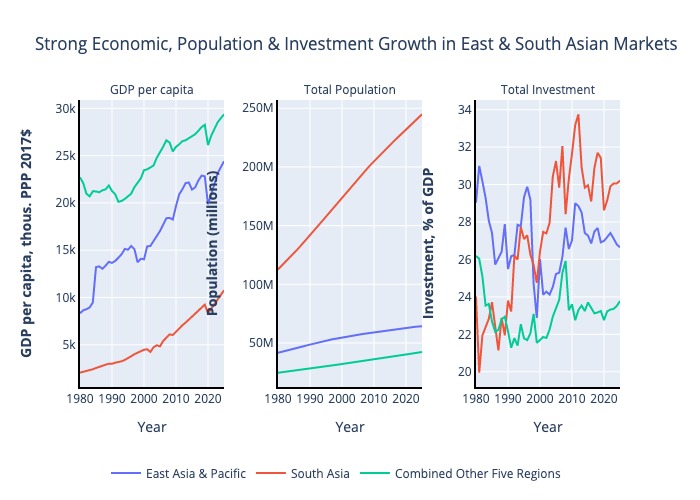 Strong Economic, Population & Investment Growth in East & South Asian Markets
GDP per capita
Total Population
Total Investment
GDP per capita, thous. PPP 2017$
30k
25k
20k
15k
10k
5k
1980 1990 2000 2010 2020
Year
Population (millions)
250M
200M
150M
100M
50M
1980 1990 2000 2010 2020
Year
Investment, % of GDP
34
32
30
28
26
24
22
20
1980 1990 2000 2010 2020
Year
East Asia & Pacific
South Asia
Combined Other Five Regions